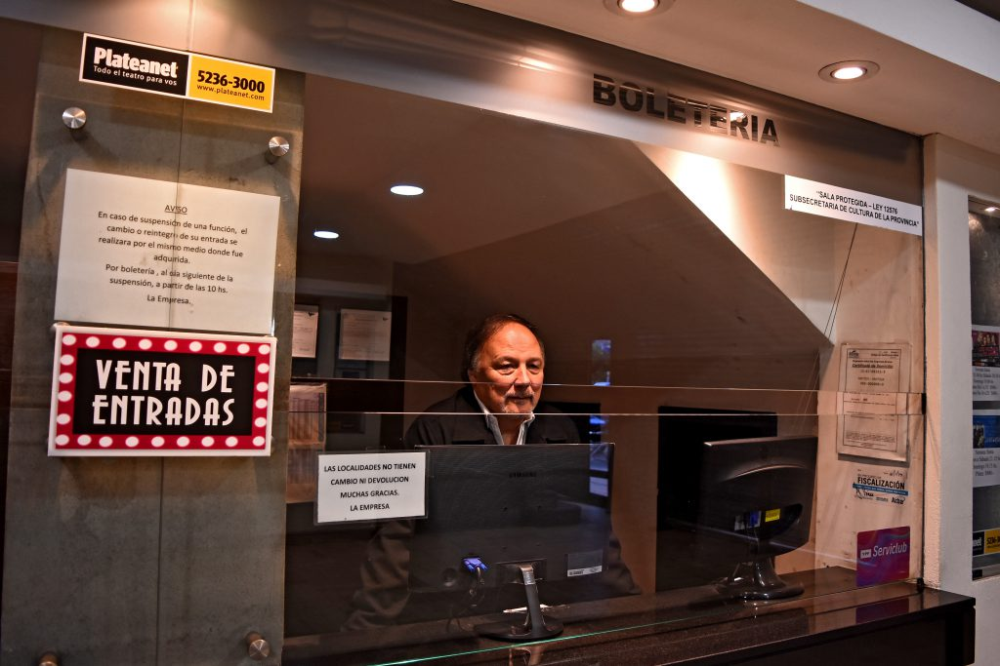 Plateanet
Todo el teatro para vos
5236-3000
www.plateanet.com
BOLETERIA
"SALA PROTEGIDA – LEY 12576
SUBSECRETARIA DE CULTURA DE LA PROVINCIA"
AVISO
En caso de suspensión de una función, el
cambio o reintegro de su entrada se
realizara por el mismo medio donde fue
adquirida.
Por boletería , al día siguiente de la
suspensión, a partir de las 10 hs.
La Empresa.
VENTA DE
ENTRADAS
LAS LOCALIDADES NO TIENEN
CAMBIO NI DEVOLUCION
MUCHAS GRACIAS.
LA EMPRESA
SAMSUNG
FISCALIZACIÓN
Serviclub